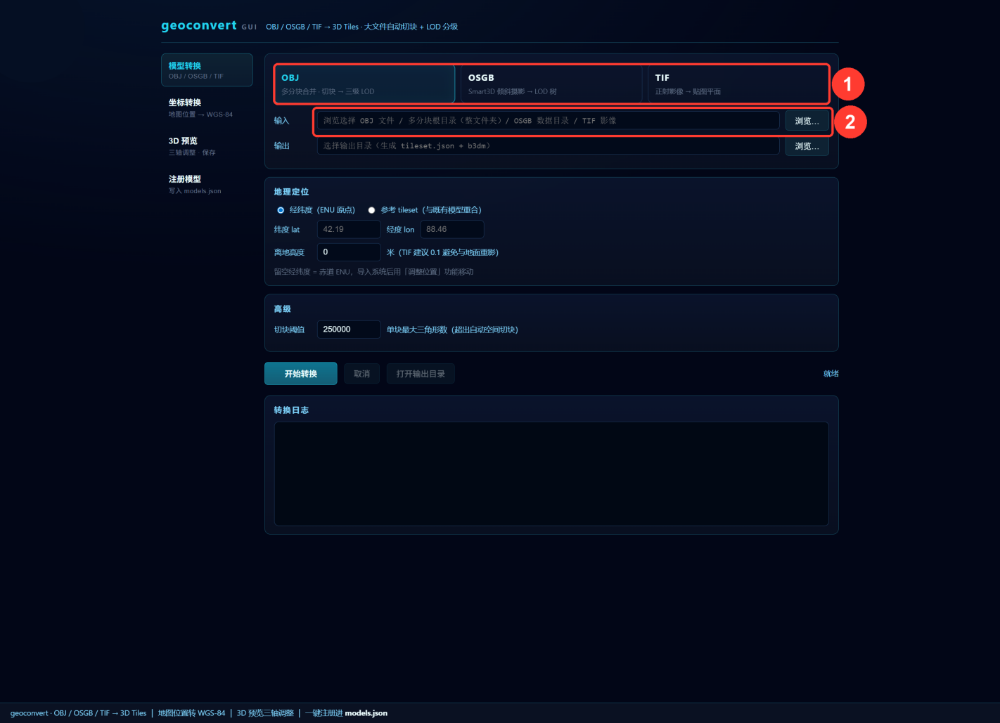 geoconvert GUI OBJ / OSGB / TIF → 3D Tiles · 大文件自动切块 + LOD 分级
模型转换
OBJ / OSGB / TIF
坐标转换
地图位置 → WGS-84
3D 预览
三轴调整 · 保存
注册模型
写入 models.json
OBJ
多分块合并 · 切块 → 三级 LOD
OSGB
Smart3D 倾斜摄影 → LOD 树
TIF
正射影像 → 贴图平面
1
输入 浏览选择 OBJ 文件 / 多分块根目录（整文件夹）/ OSGB 数据目录 / TIF 影像 浏览...
2
输出 选择输出目录（生成 tileset.json + b3dm） 浏览...
地理定位
经纬度（ENU 原点） 参考 tileset（与既有模型重合）
纬度 lat 42.19 经度 lon 88.46
离地高度 0 米（TIF 建议 0.1 避免与地面重影）
留空经纬度 = 赤道 ENU，导入系统后用「调整位置」功能移动
高级
切块阈值 250000 单块最大三角形数（超出自动空间切块）
开始转换 取消 打开输出目录 就绪
转换日志
geoconvert · OBJ / OSGB / TIF → 3D Tiles | 地图位置转 WGS-84 | 3D 预览三轴调整 | 一键注册进 models.json